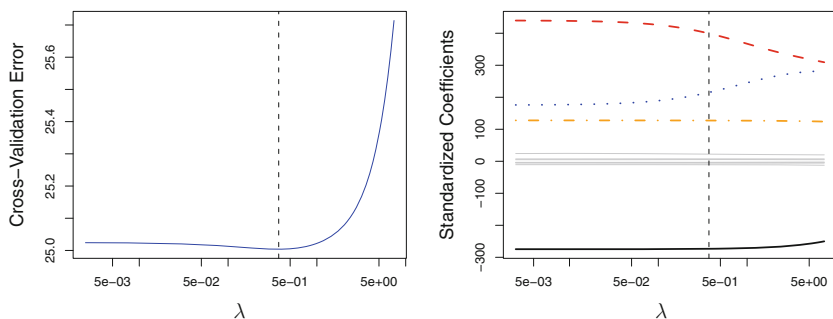 Cross−Validation Error
25.0
25.2
25.4
25.6
5e−03
5e−02
5e−01
5e+00
λ
Standardized Coefficients
−300
−100
0
100
300
5e−03
5e−02
5e−01
5e+00
λ